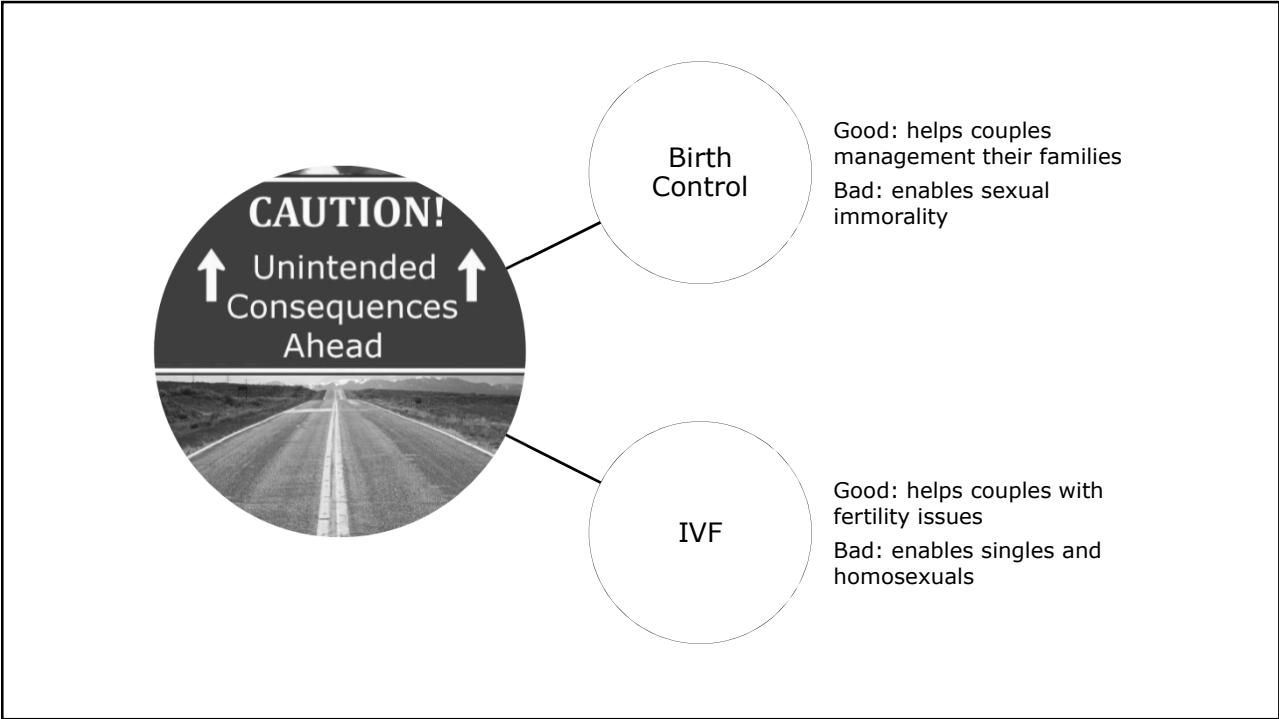 CAUTION!
Unintended
Consequences
Ahead
Birth
Control
Good: helps couples
management their families
Bad: enables sexual
immorality
IVF
Good: helps couples with
fertility issues
Bad: enables singles and
homosexuals